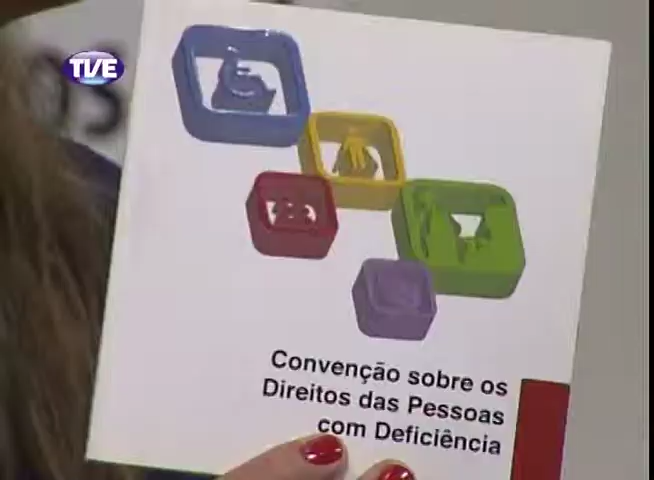 TVE
Convenção sobre os
Direitos das Pessoas
com Deficiência